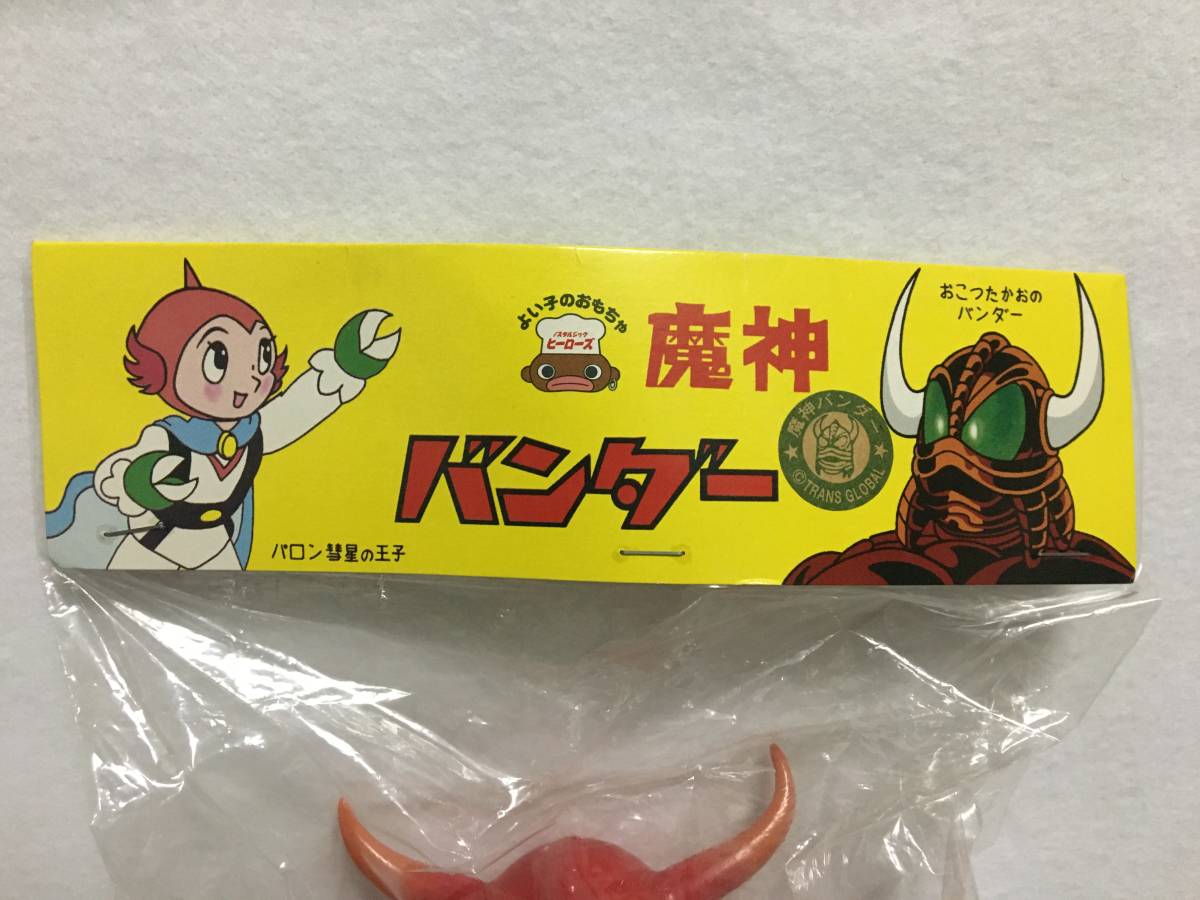 よい子のおもちゃ
ノスタルジック
ヒーローズ
魔神
バンダー
★魔神バンダー★
©TRANS GLOBAL
おこつたかおの
バンダー
バロン彗星の王子